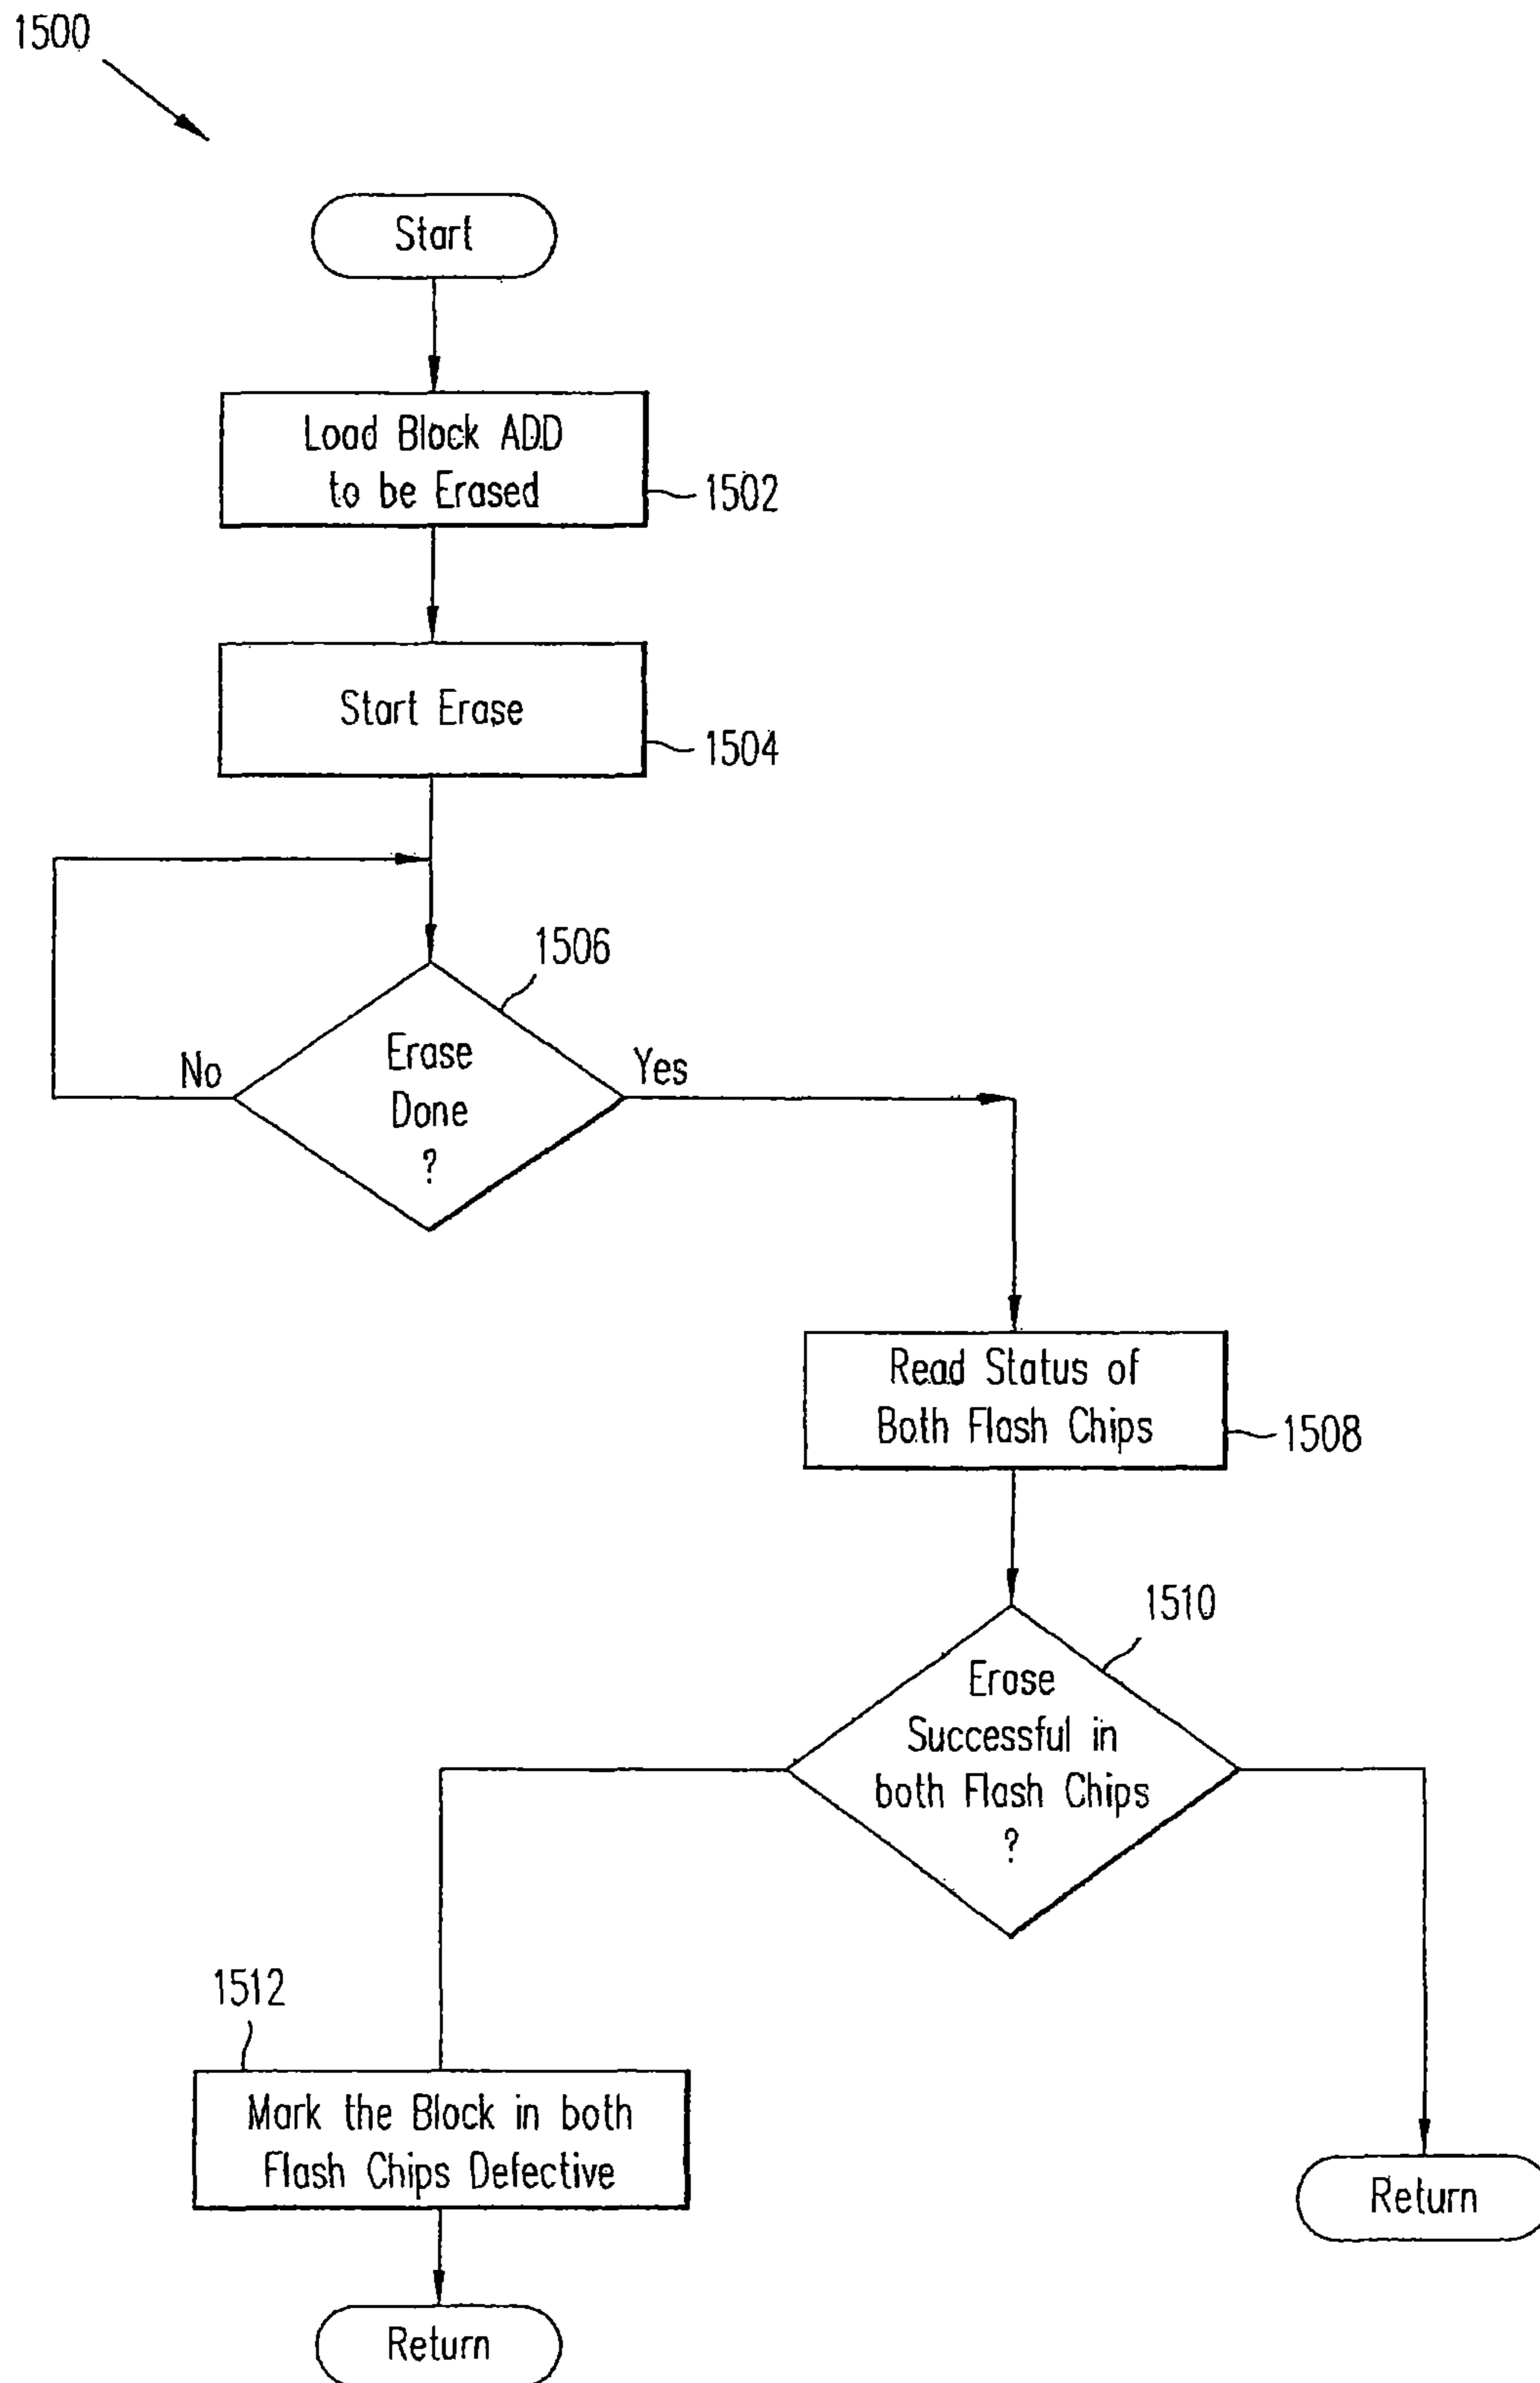 1500
Start
Load Block ADD
to be Erased
1502
Start Erase
1504
1506
Erase
Done
?
No
Yes
Read Status of
Both Flash Chips
1508
1510
Erase
Successful in
both Flash Chips
?
1512
Mark the Block in both
Flash Chips Defective
Return
Return